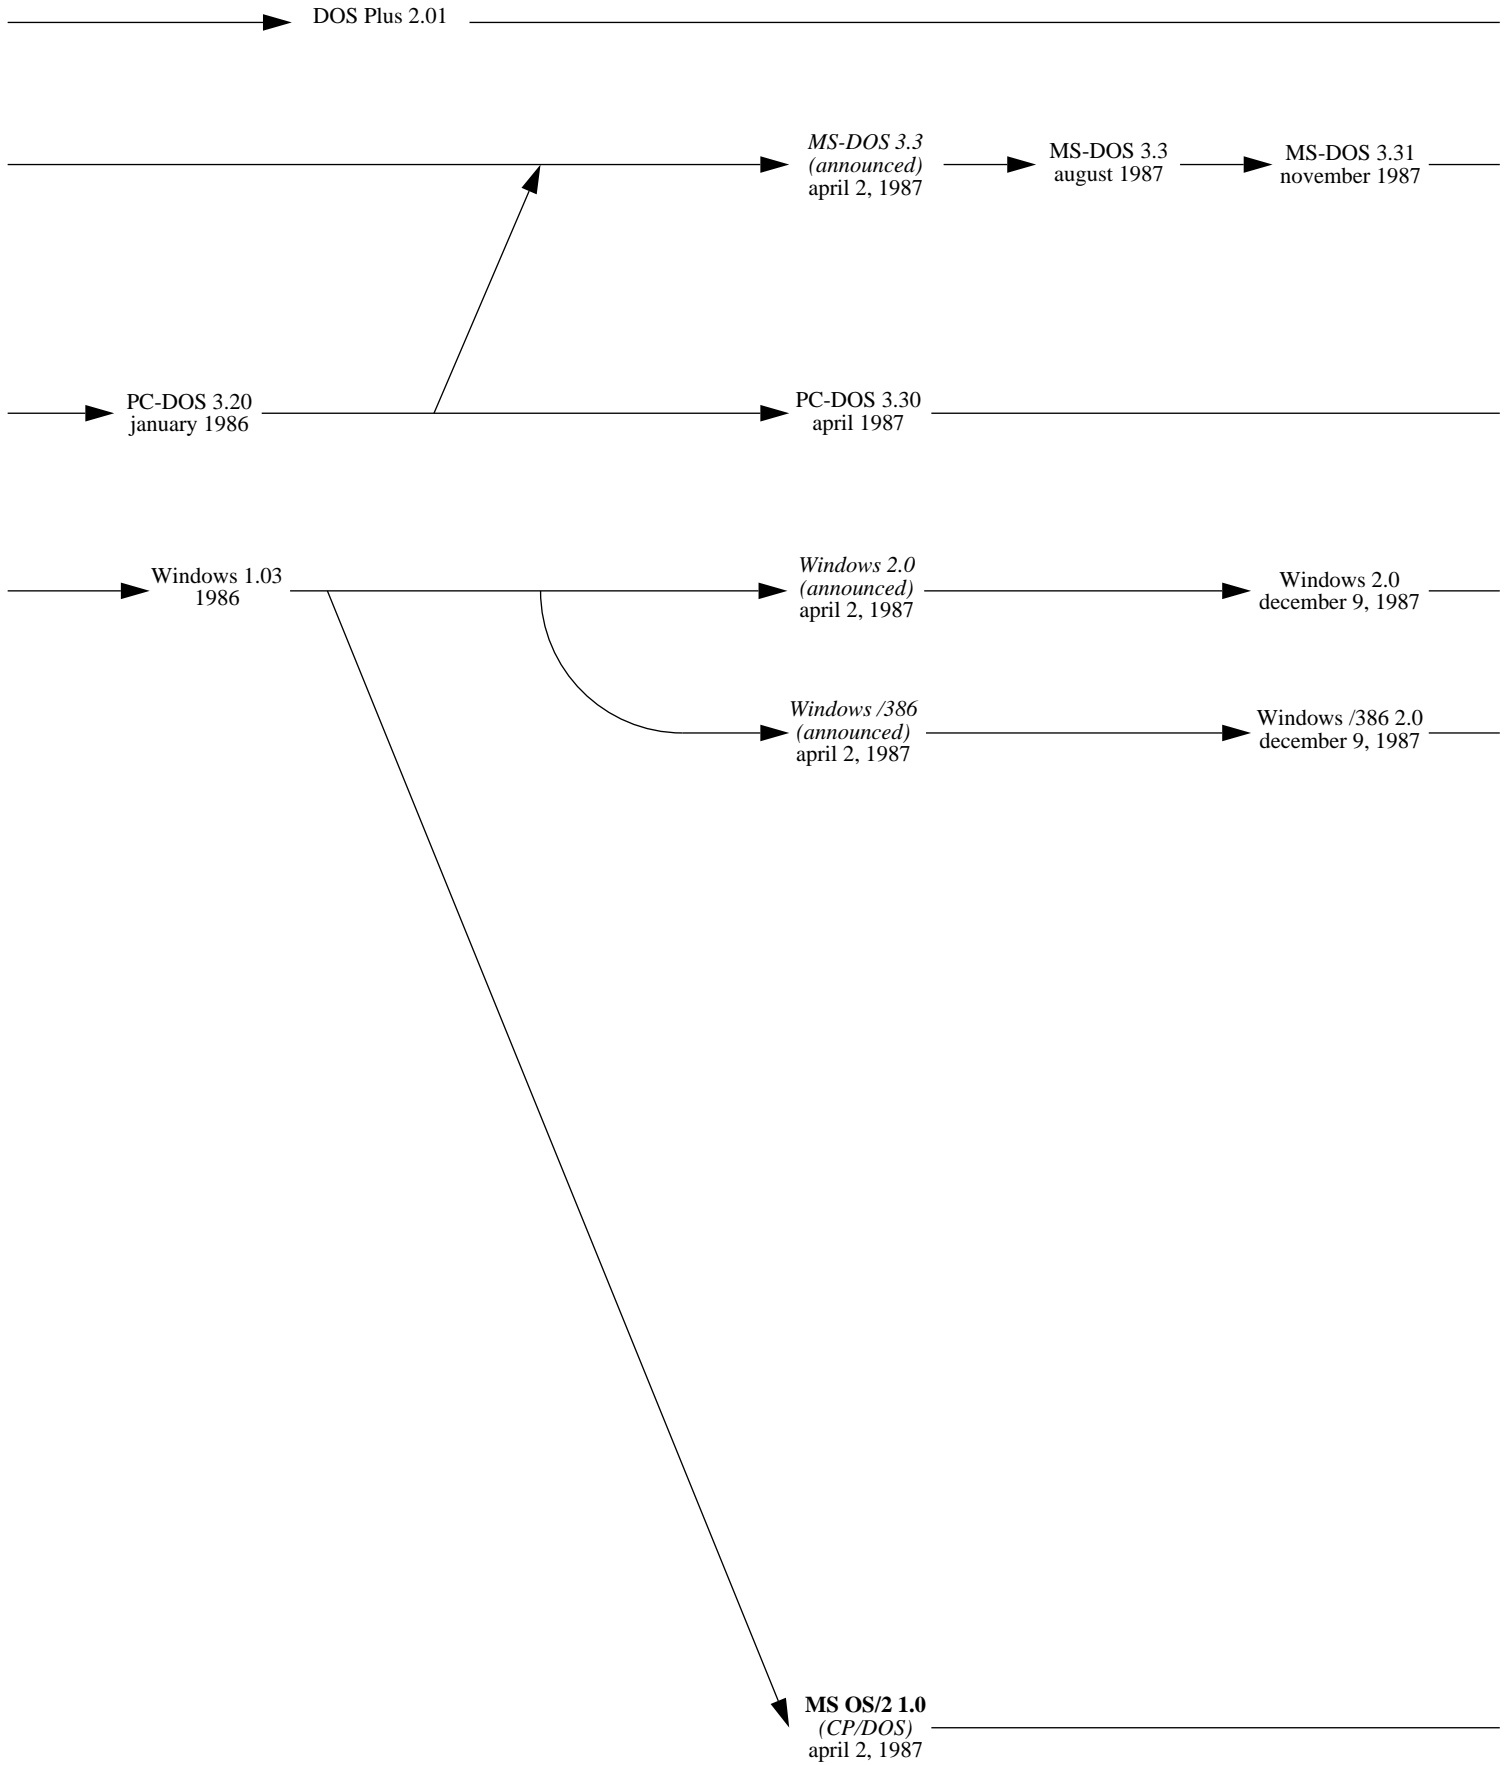 DOS Plus 2.01
MS-DOS 3.3
(announced)
april 2, 1987
MS-DOS 3.3
august 1987
MS-DOS 3.31
november 1987
PC-DOS 3.20
january 1986
PC-DOS 3.30
april 1987
Windows 1.03
1986
Windows 2.0
(announced)
april 2, 1987
Windows 2.0
december 9, 1987
Windows /386
(announced)
april 2, 1987
Windows /386 2.0
december 9, 1987
MS OS/2 1.0
(CP/DOS)
april 2, 1987